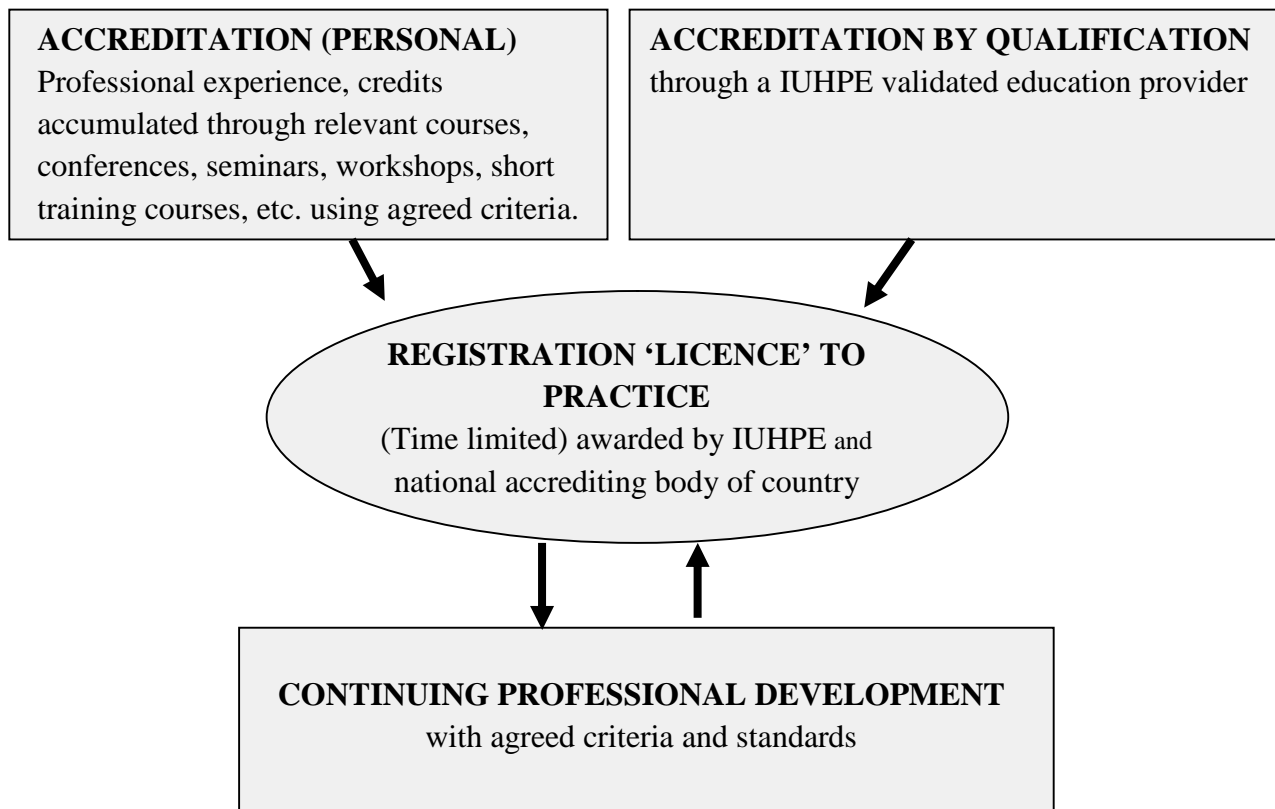 ACCREDITATION (PERSONAL)
Professional experience, credits
accumulated through relevant courses,
conferences, seminars, workshops, short
training courses, etc. using agreed criteria.
ACCREDITATION BY QUALIFICATION
through a IUHPE validated education provider
REGISTRATION ‘LICENCE’ TO
PRACTICE
(Time limited) awarded by IUHPE and
national accrediting body of country
CONTINUING PROFESSIONAL DEVELOPMENT
with agreed criteria and standards